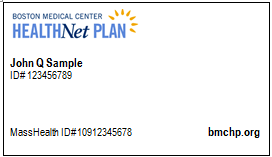 BOSTON MEDICAL CENTER
HEALTHNet PLAN
John Q Sample
ID# 123456789
MassHealth ID#10912345678 bmchp.org